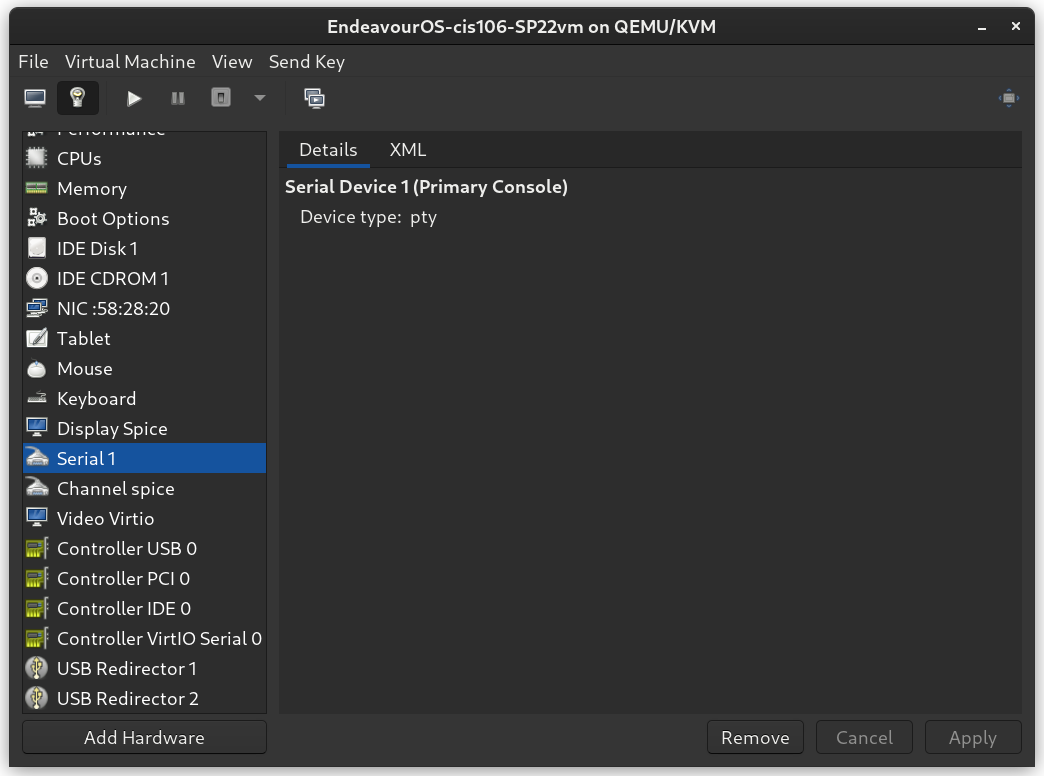 EndeavourOS-cis106-SP22vm on QEMU/KVM
File Virtual Machine View Send Key
Performance
CPUs
Memory
Boot Options
IDE Disk 1
IDE CDROM 1
NIC :58:28:20
Tablet
Mouse
Keyboard
Display Spice
Serial 1
Channel spice
Video Virtio
Controller USB 0
Controller PCI 0
Controller IDE 0
Controller VirtIO Serial 0
USB Redirector 1
USB Redirector 2
Add Hardware
Details XML
Serial Device 1 (Primary Console)
Device type: pty
Remove Cancel Apply